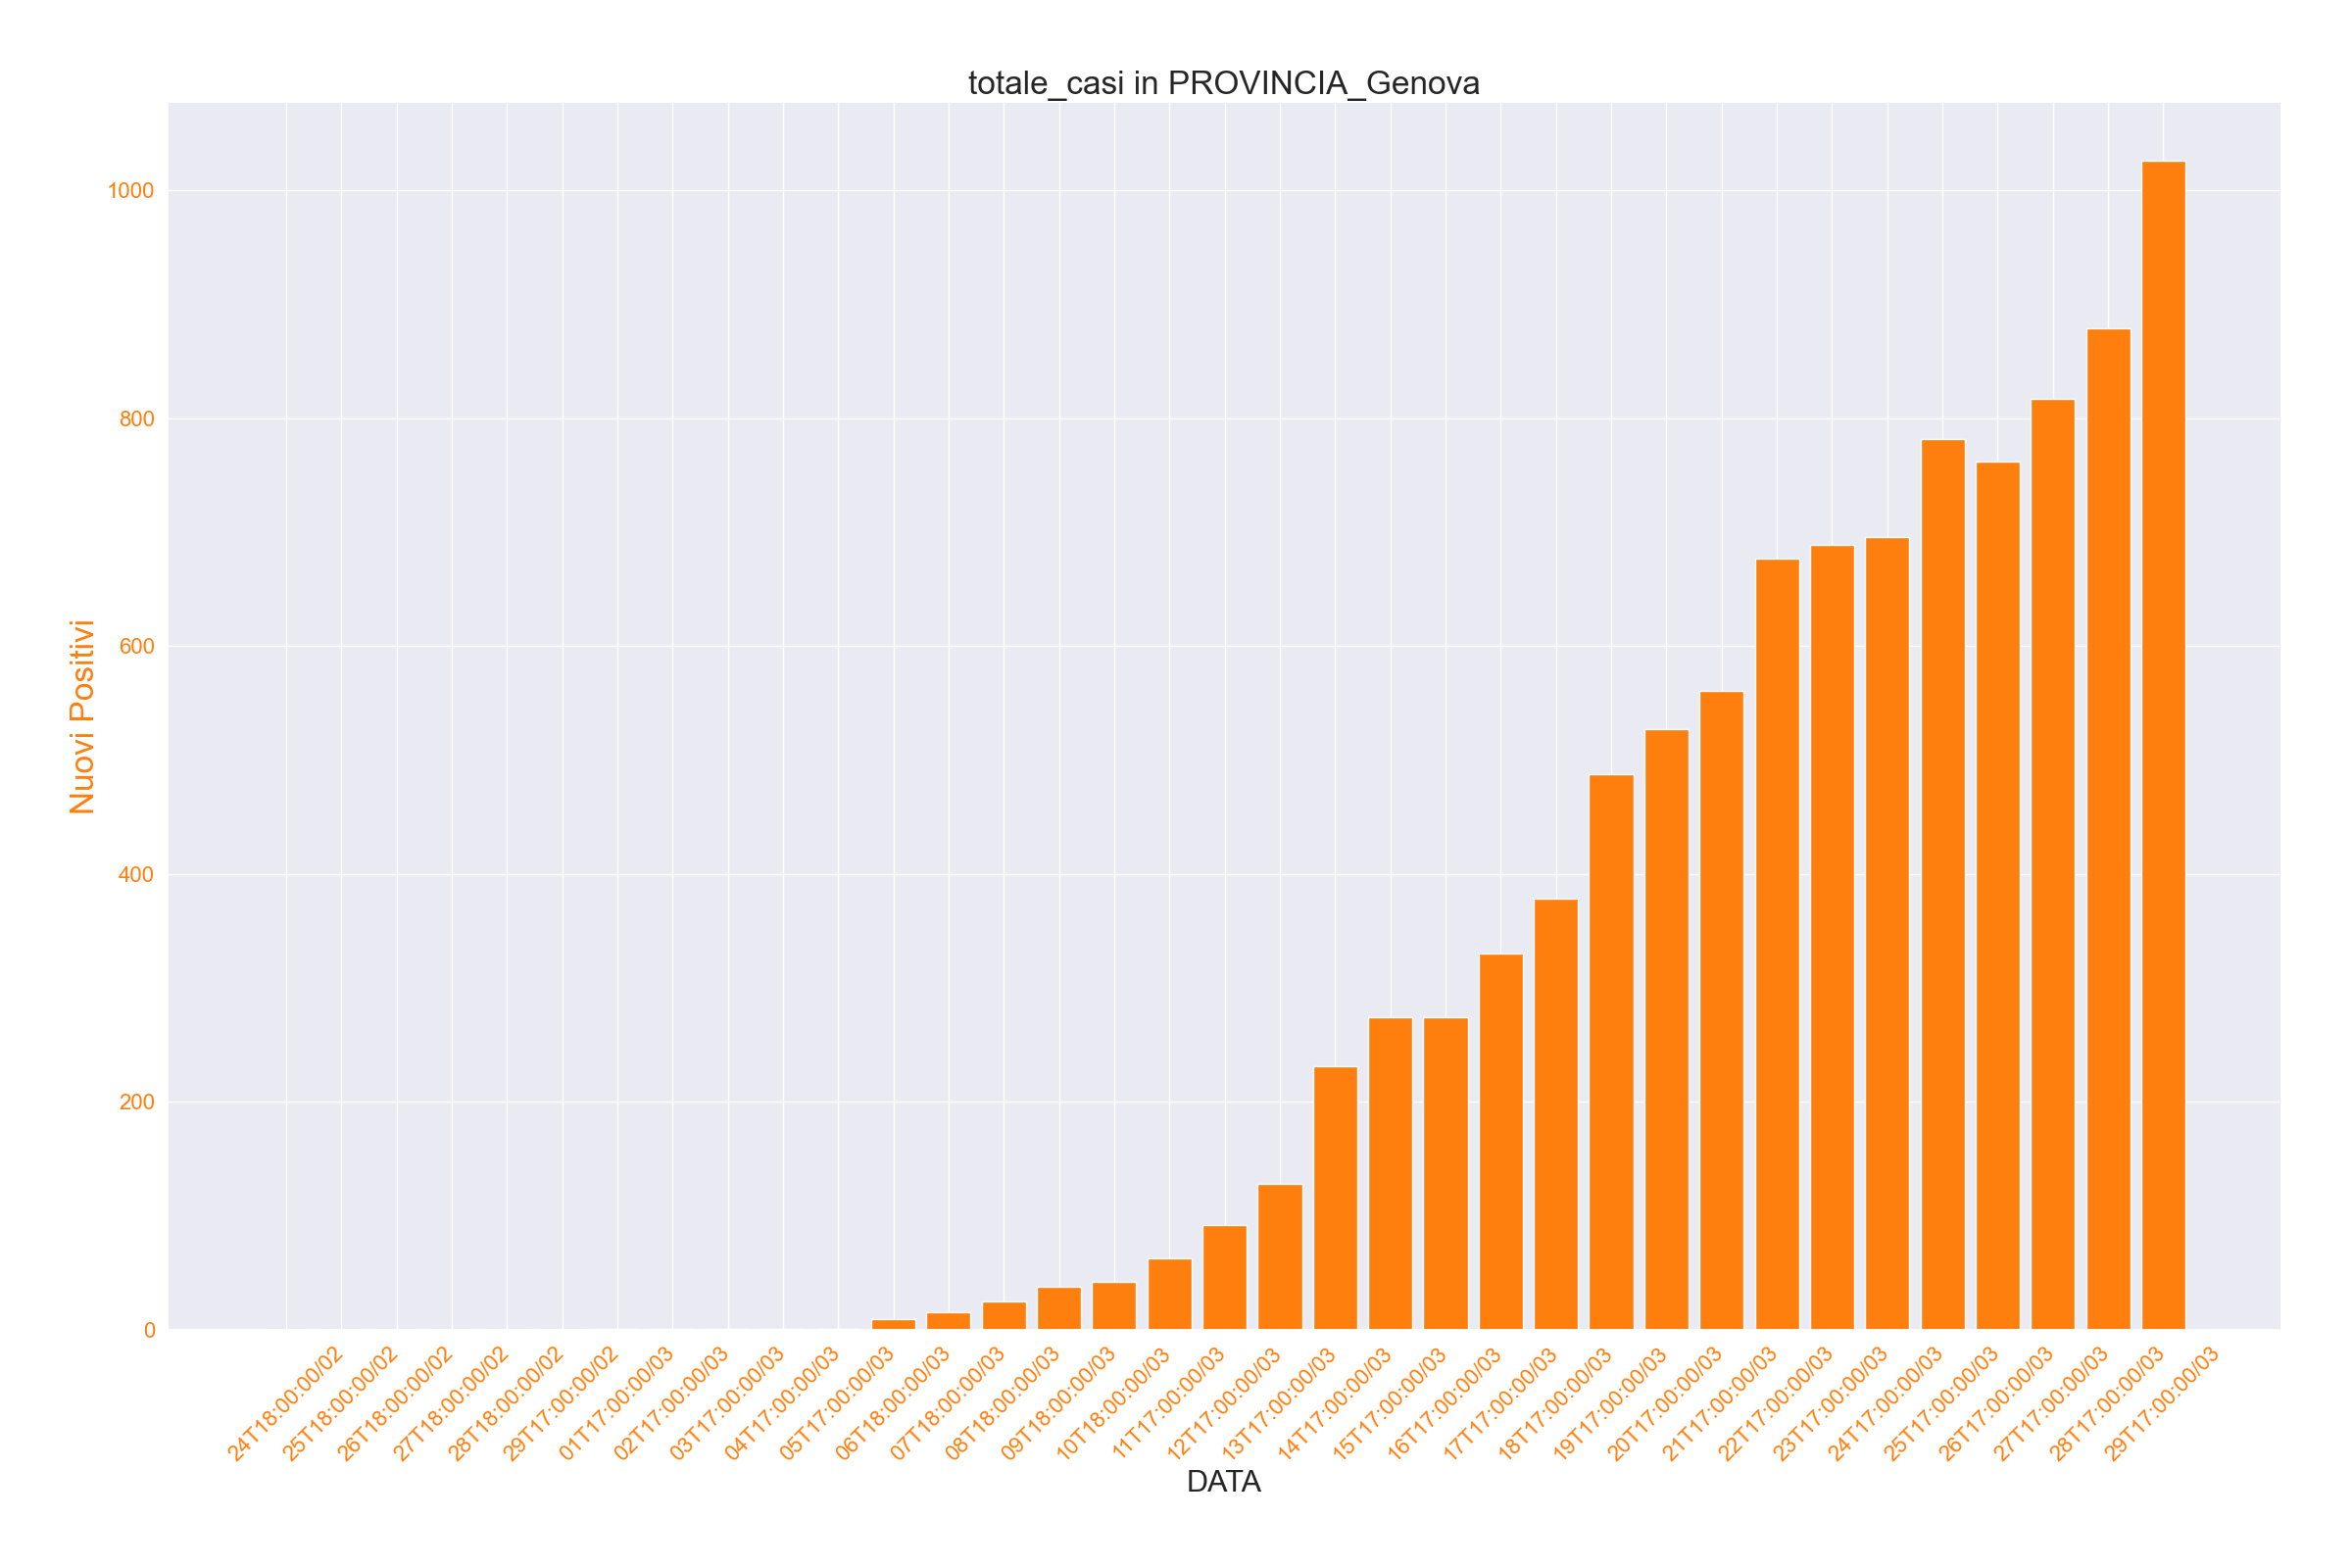 totale_casi in PROVINCIA_Genova
1000
800
600
400
200
0
Nuovi Positivi
24T18:00:00/02
25T18:00:00/02
26T18:00:00/02
27T18:00:00/02
28T18:00:00/02
29T17:00:00/02
01T17:00:00/03
02T17:00:00/03
03T17:00:00/03
04T17:00:00/03
05T17:00:00/03
06T18:00:00/03
07T18:00:00/03
08T18:00:00/03
09T18:00:00/03
10T18:00:00/03
11T17:00:00/03
12T17:00:00/03
13T17:00:00/03
14T17:00:00/03
15T17:00:00/03
16T17:00:00/03
17T17:00:00/03
18T17:00:00/03
19T17:00:00/03
20T17:00:00/03
21T17:00:00/03
22T17:00:00/03
23T17:00:00/03
24T17:00:00/03
25T17:00:00/03
26T17:00:00/03
27T17:00:00/03
28T17:00:00/03
29T17:00:00/03
DATA